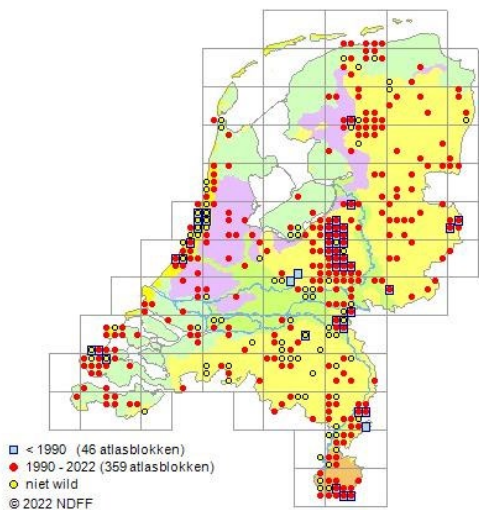 < 1990 (46 atlasblokken)
1990 - 2022 (359 atlasblokken)
niet wild
© 2022 NDFF